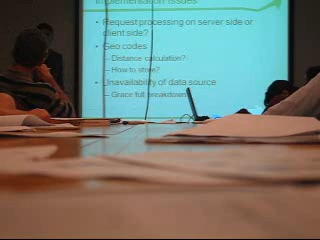 Implementation Issues
• Request processing on server side or
client side?
• Geo codes
– Distance calculation?
– How to store?
• Unavailability of data source
– Grace full breakdown